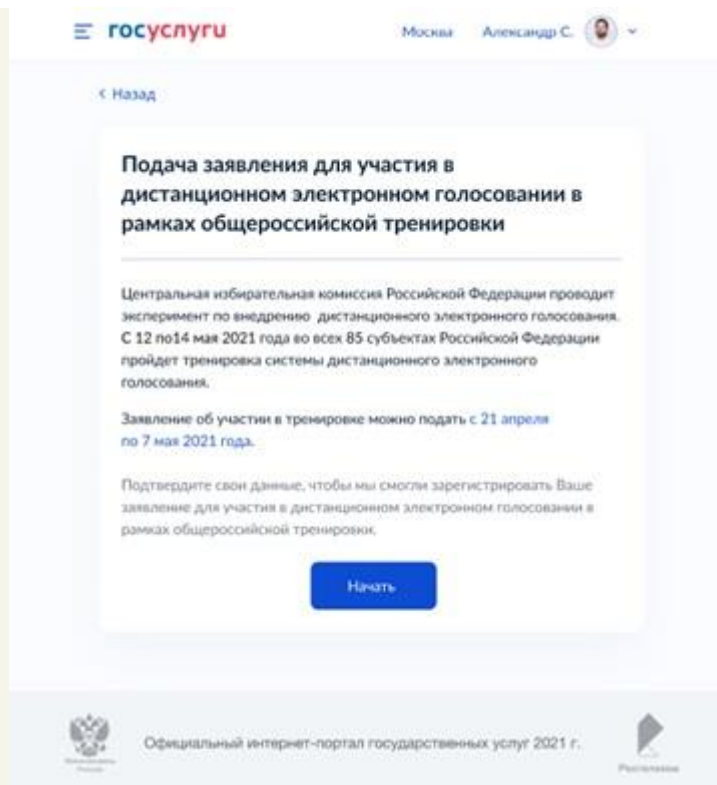 госуслуги
Москва
Александр С.
Назад
Подача заявления для участия в
дистанционном электронном голосовании в
рамках общероссийской тренировки
Центральная избирательная комиссия Российской Федерации проводит
эксперимент по внедрению дистанционного электронного голосования.
С 12 по14 мая 2021 года во всех 85 субъектах Российской Федерации
пройдет тренировка системы дистанционного электронного
голосования.
Заявление об участии в тренировке можно подать с 21 апреля
по 7 мая 2021 года.
Подтвердите свои данные, чтобы мы смогли зарегистрировать Ваше
заявление для участия в дистанционном электронном голосовании в
рамках общероссийской тренировки.
Начать
Официальный интернет-портал государственных услуг 2021 г.
Ростелеком